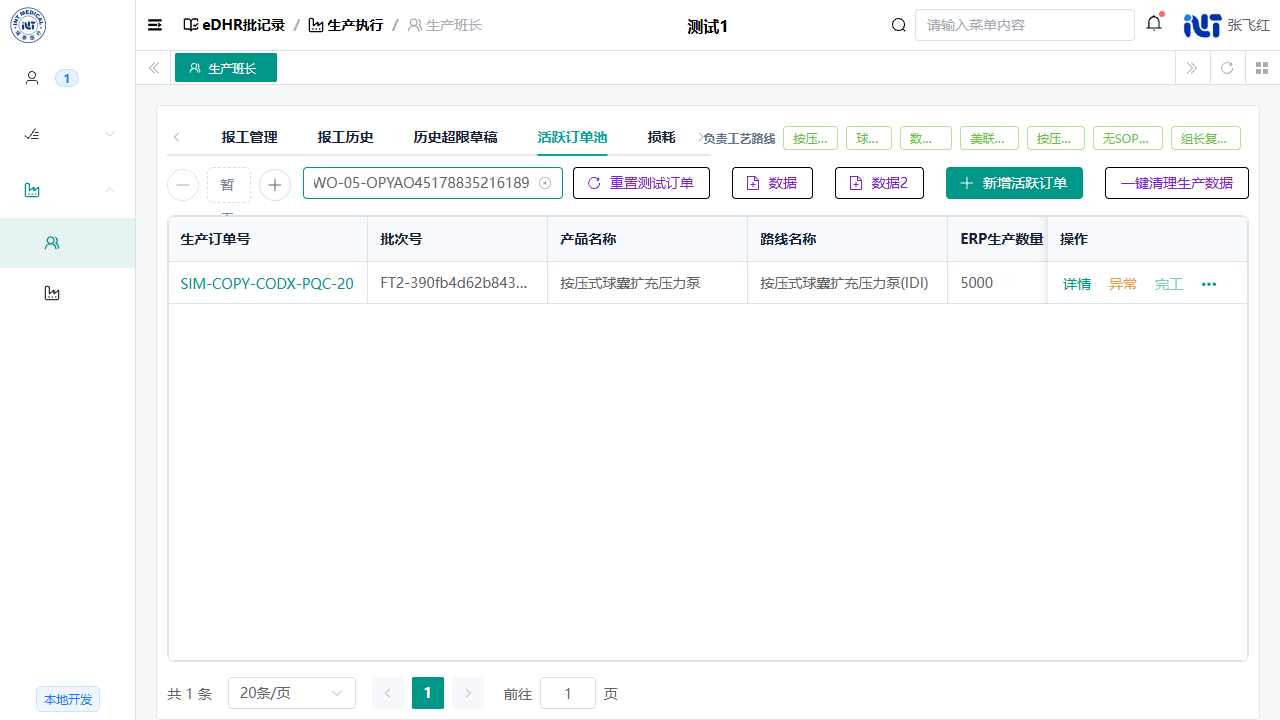 eDHR批记录 / 生产执行 / 生产班长
测试1
请输入菜单内容
张飞红
1
生产班长
报工管理
报工历史
历史超限草稿
活跃订单池
损耗
负责工艺路线
按压...
球...
数...
美联...
按压...
无SOP...
组长复...
暂
WO-05-OPYAO45178835216189
重置测试订单
数据
数据2
新增活跃订单
一键清理生产数据
生产订单号
批次号
产品名称
路线名称
ERP生产数量
操作
SIM-COPY-CODX-PQC-20
FT2-390fb4d62b843...
按压式球囊扩充压力泵
按压式球囊扩充压力泵(IDI)
5000
详情
异常
完工
共 1 条
20条/页
1
前往
1
页
本地开发